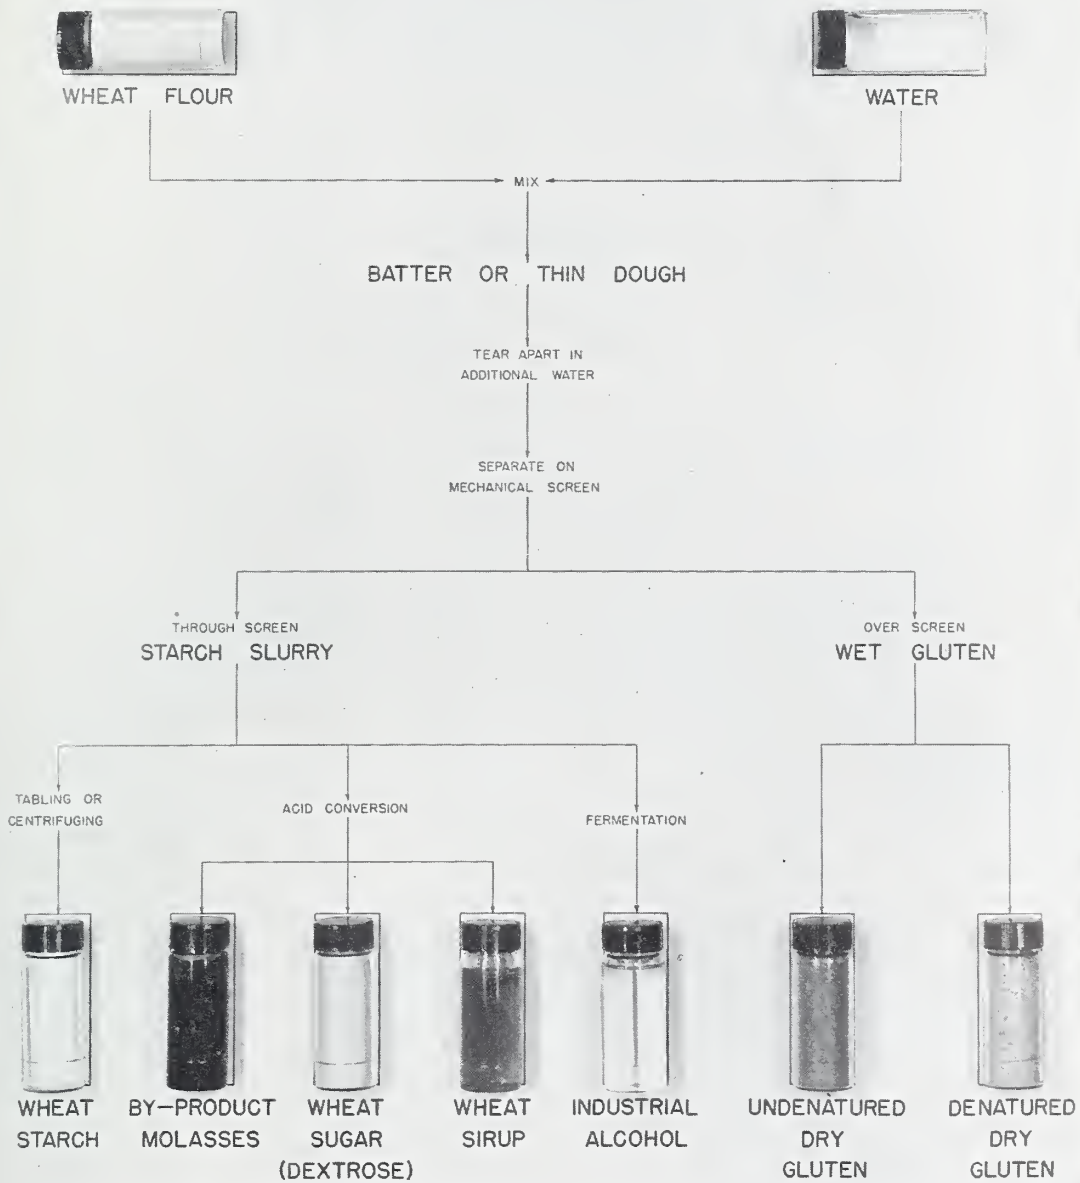 WHEAT FLOUR
WATER
MIX
BATTER OR THIN DOUGH
TEAR APART IN
ADDITIONAL WATER
SEPARATE ON
MECHANICAL SCREEN
THROUGH SCREEN
STARCH SLURRY
OVER SCREEN
WET GLUTEN
TABLING OR
CENTRIFUGING
ACID CONVERSION
FERMENTATION
WHEAT
STARCH
BY-PRODUCT
MOLASSES
WHEAT
SUGAR
(DEXTROSE)
WHEAT
SIRUP
INDUSTRIAL
ALCOHOL
UNDENATURED
DRY
GLUTEN
DENATURED
DRY
GLUTEN